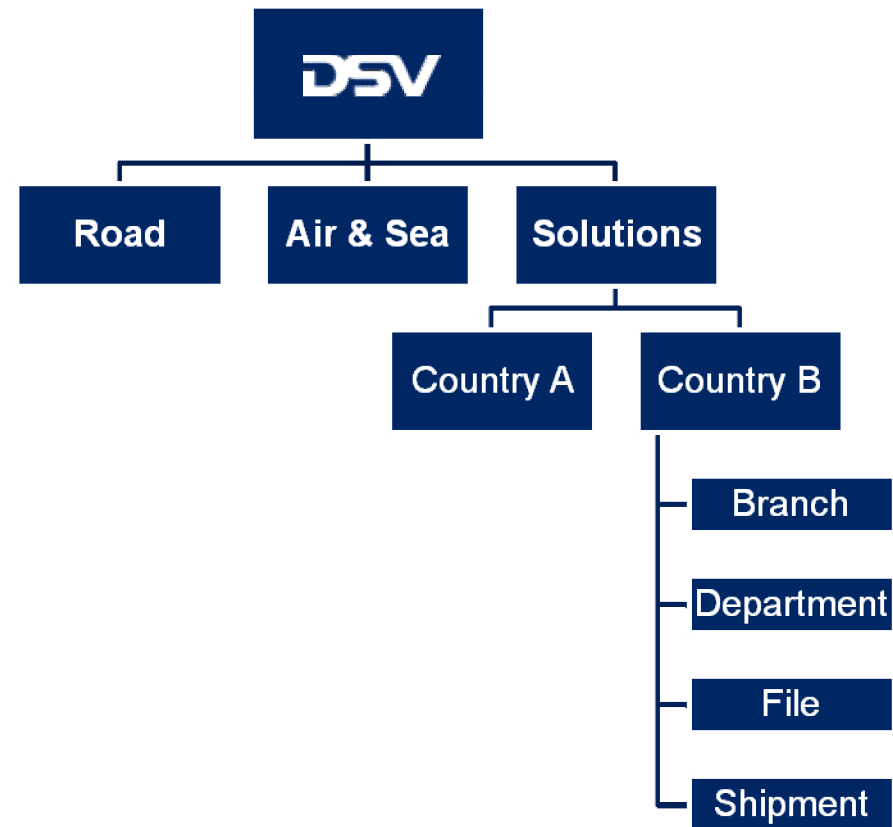 DSV
Road
Air & Sea
Solutions
Country A
Country B
Branch
Department
File
Shipment